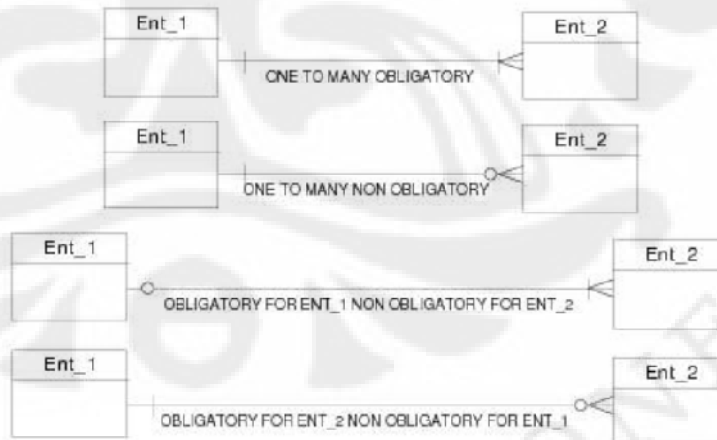 Ent_1
Ent_2
ONE TO MANY OBLIGATORY
Ent_1
Ent_2
ONE TO MANY NON OBLIGATORY
Ent_1
Ent_2
OBLIGATORY FOR ENT_1 NON OBLIGATORY FOR ENT_2
Ent_1
Ent_2
OBLIGATORY FOR ENT_2 NON OBLIGATORY FOR ENT_1